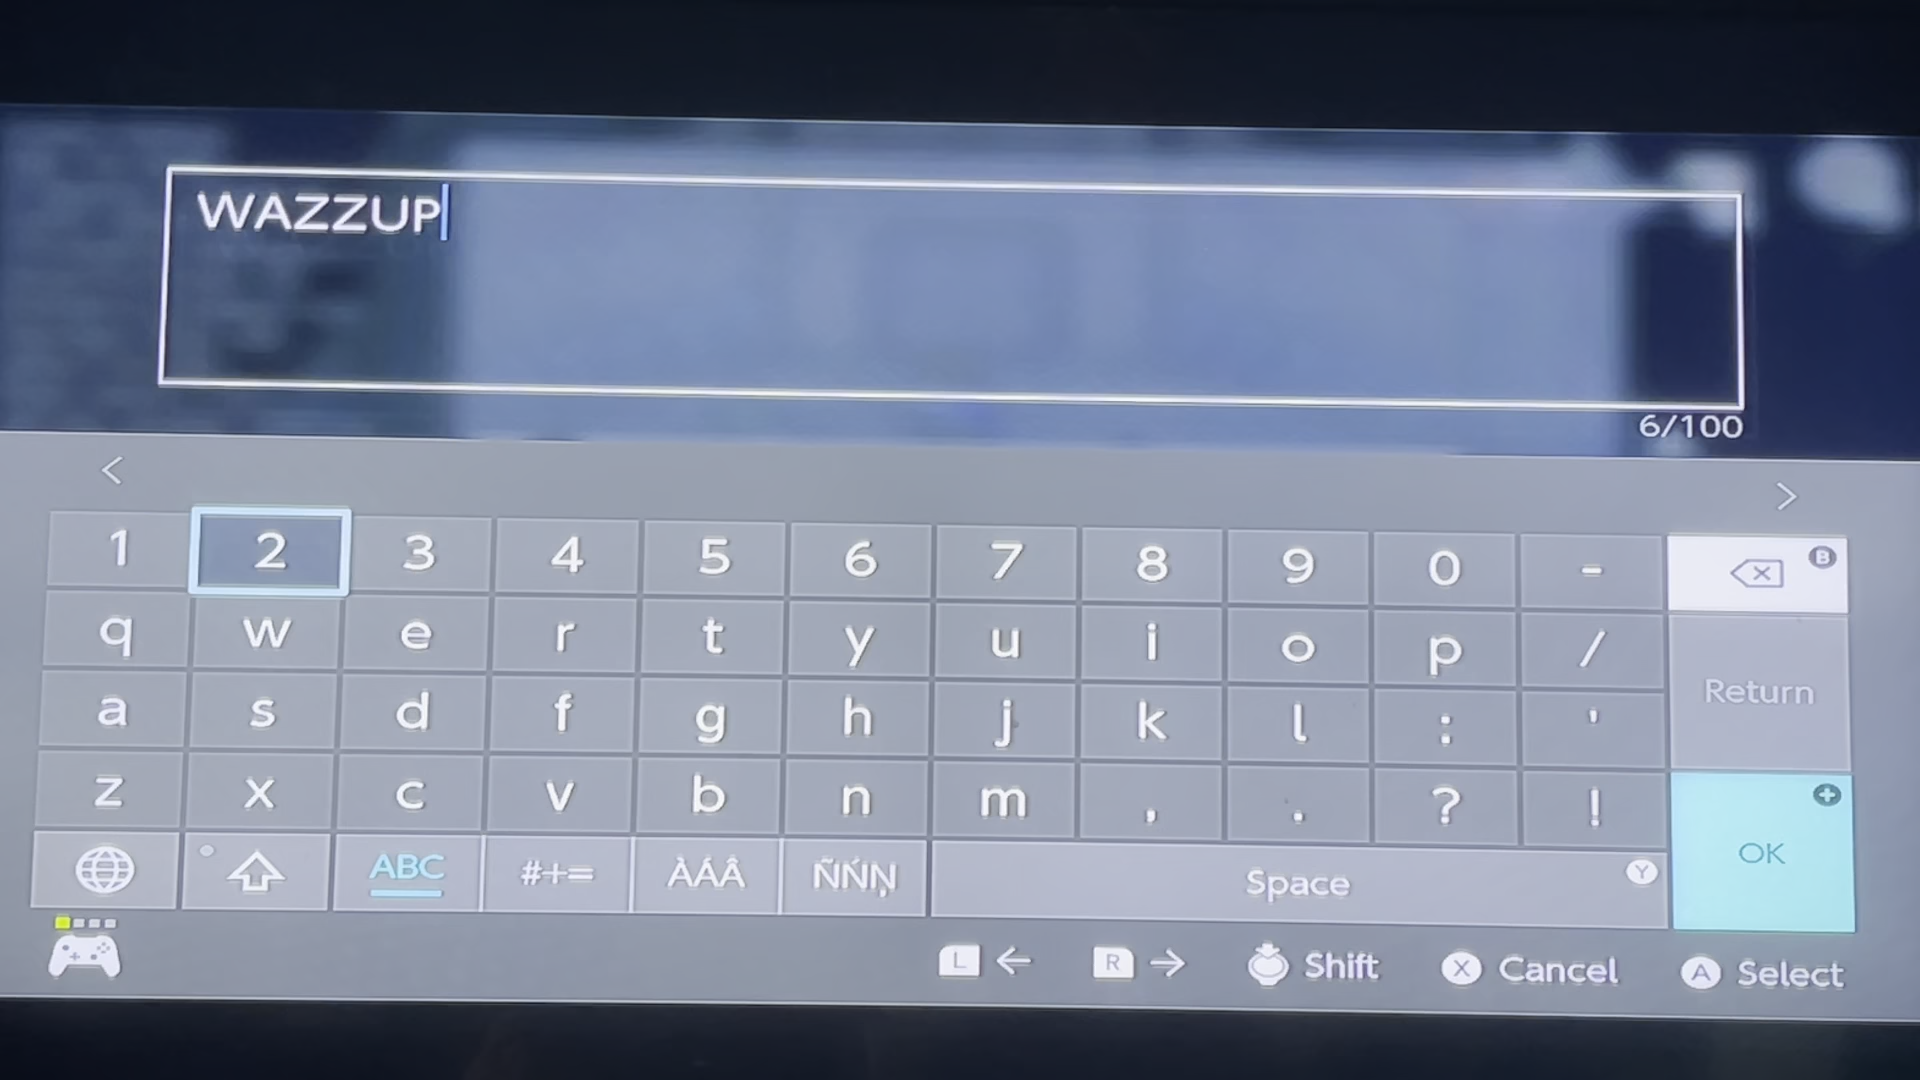 WAZZUP
6/100
< >
1 2 3 4 5 6 7 8 9 0 - B
q w e r t y u i o p / Return
a s d f g h j k l : '
z x c v b n m , . ? ! OK
ABC #+= ÀÁÂ ÑŃŅ Space Y
L ← R → Shift X Cancel A Select